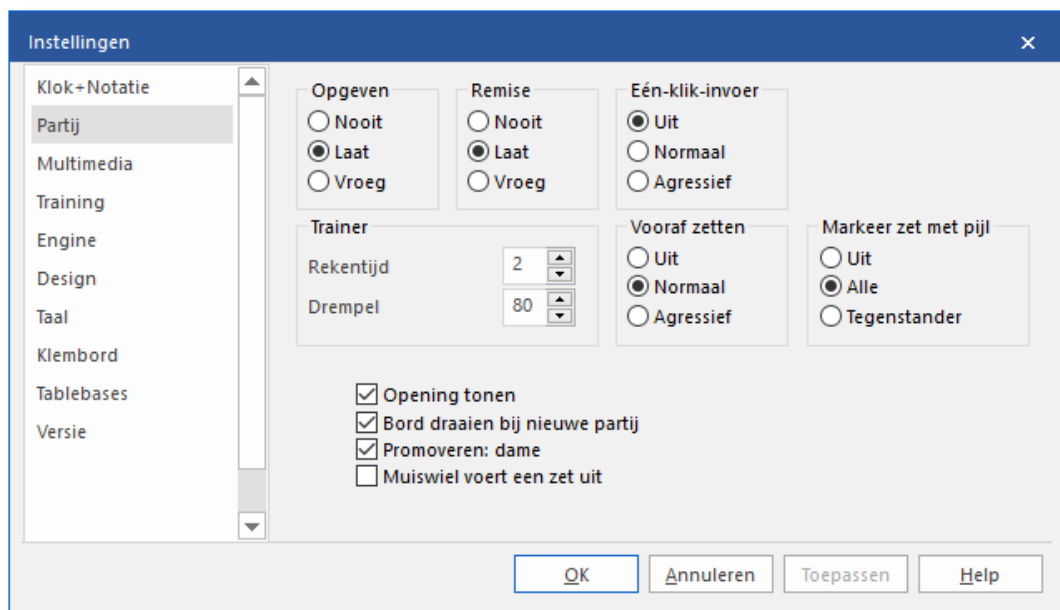 Instellingen
Klok+Notatie
Partij
Multimedia
Training
Engine
Design
Taal
Klembord
Tablebases
Versie
Opgeven
Nooit
Laat
Vroeg
Remise
Nooit
Laat
Vroeg
Eén-klik-invoer
Uit
Normaal
Agressief
Trainer
Rekentijd 2
Drempel 80
Vooraf zetten
Uit
Normaal
Agressief
Markeer zet met pijl
Uit
Alle
Tegenstander
Opening tonen
Bord draaien bij nieuwe partij
Promoveren: dame
Muiswiel voert een zet uit
OK Annuleren Toepassen Help